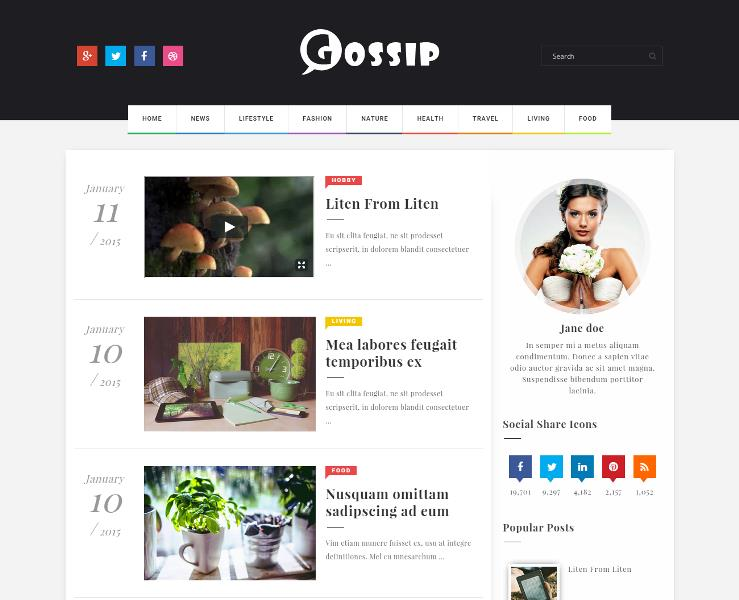 Gossip
Search
HOME NEWS LIFESTYLE FASHION NATURE HEALTH TRAVEL LIVING FOOD
January
11
/ 2015
HOBBY
Liten From Liten
Eu sit clita feugiat, ne sit prodesset
scripserit, in dolorem blandit consectetuer
...
January
10
/ 2015
LIVING
Mea labores feugait
temporibus ex
Eu sit clita feugiat, ne sit prodesset
scripserit, in dolorem blandit consectetuer
...
January
10
/ 2015
FOOD
Nusquam omittam
sadipscing ad eum
Vim etiam munere fuisset ex, usu at integre
definitiones. Mel eu mnesarchum ...
Jane doe
In semper mi a metus aliquam
condimentum. Donec a sapien vitae
odio auctor gravida ac sit amet magna.
Suspendisse bibendum porttitor
lacinia.
Social Share Icons
19,701 9,297 4,182 2,157 1,052
Popular Posts
Liten From Liten